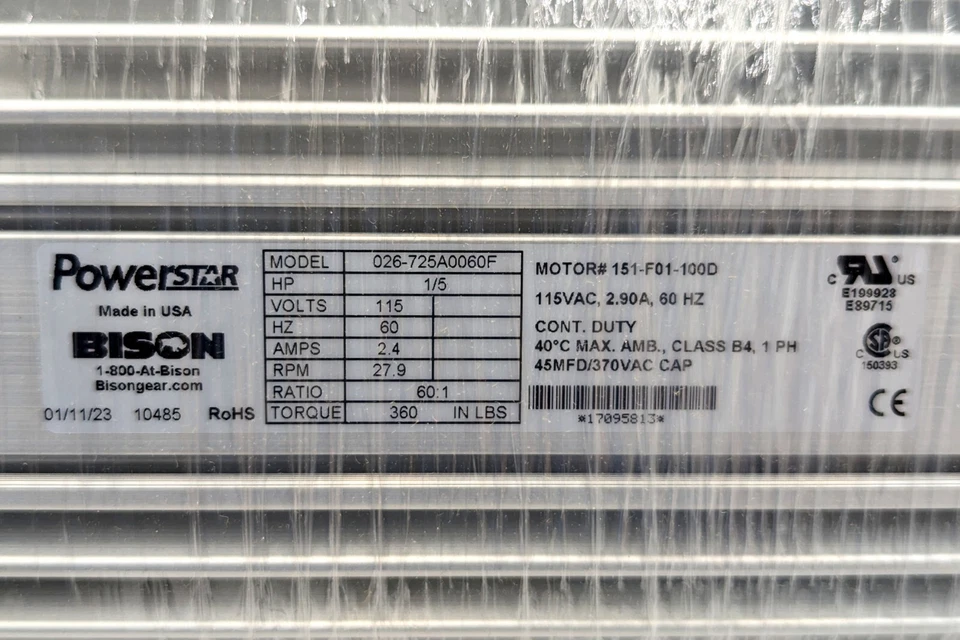 PowerSTAR
Made in USA
BISON
1-800-At-Bison
Bisongear.com
01/11/23 10485 RoHS
MODEL 026-725A0060F
HP 1/5
VOLTS 115
HZ 60
AMPS 2.4
RPM 27.9
RATIO 60:1
TORQUE 360 IN LBS
MOTOR# 151-F01-100D
115VAC, 2.90A, 60 HZ
CONT. DUTY
40°C MAX. AMB., CLASS B4, 1 PH
45MFD/370VAC CAP
*17095813*
C RU® US
E199928
E89715
C SA US
150393
CE